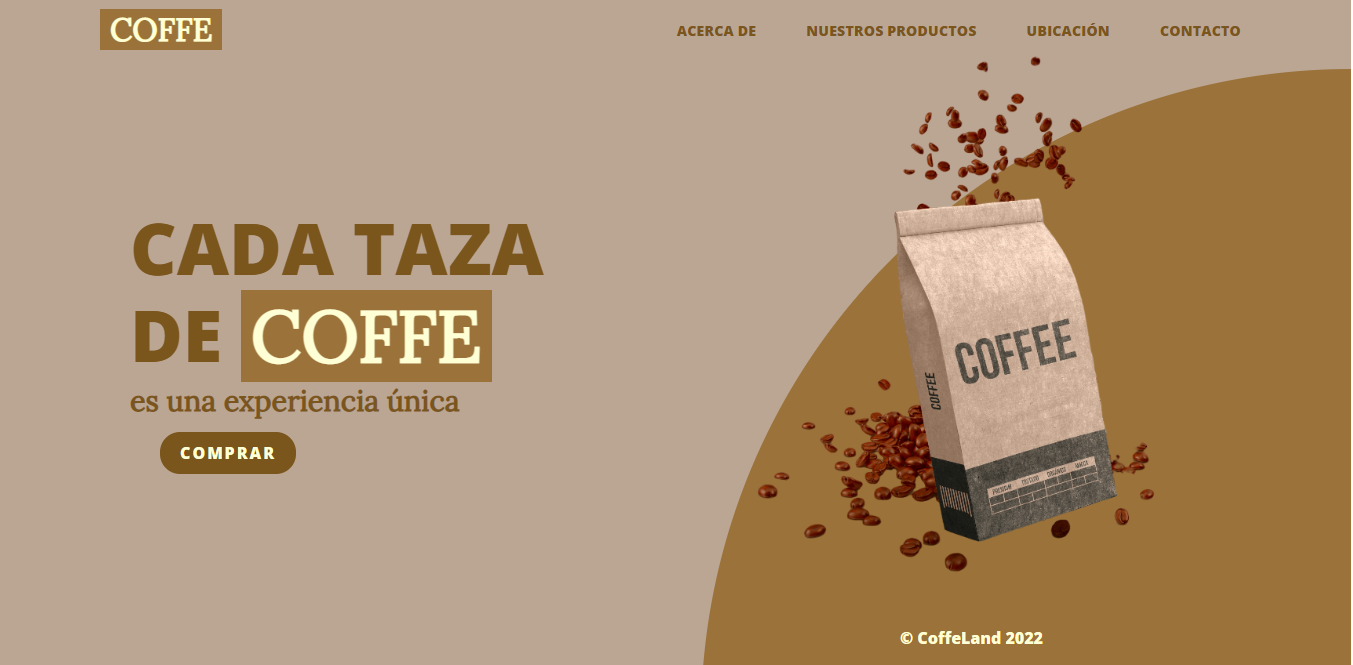 COFFE
ACERCA DE NUESTROS PRODUCTOS UBICACIÓN CONTACTO
CADA TAZA
DE COFFE
es una experiencia única
COMPRAR
COFFEE
COFFEE
© CoffeLand 2022